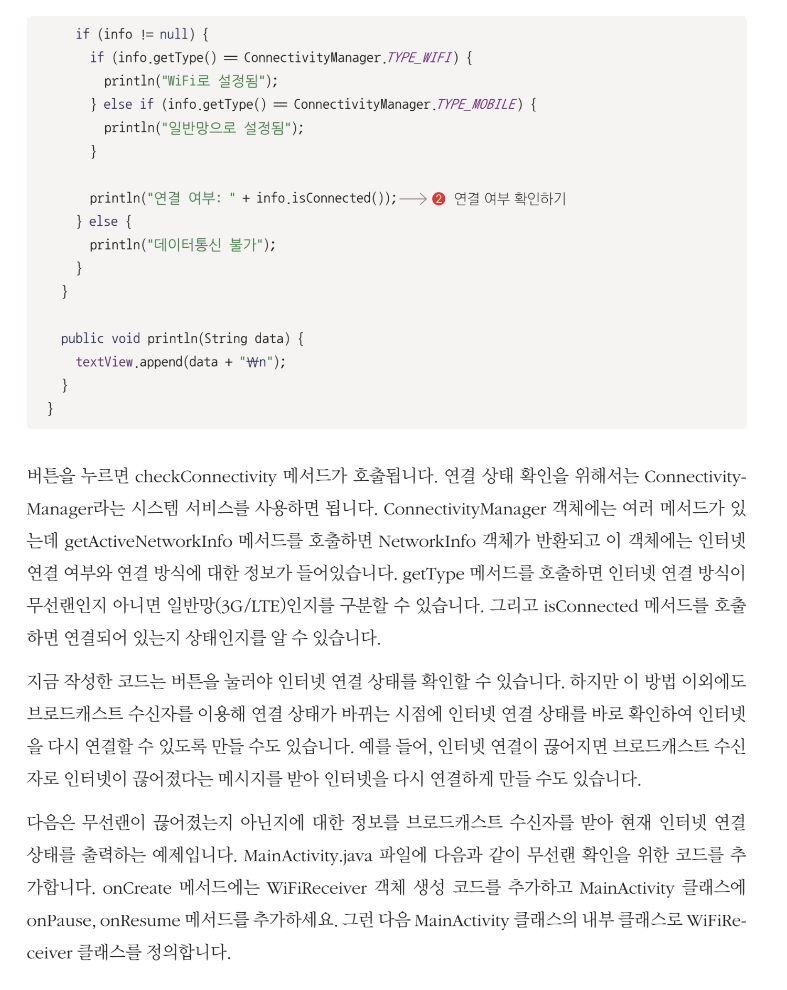 if (info != null) {
if (info.getType() == ConnectivityManager.TYPE_WIFI) {
println("WiFi로 설정됨");
} else if (info.getType() == ConnectivityManager.TYPE_MOBILE) {
println("일반망으로 설정됨");
}
println("연결 여부: " + info.isConnected()); → ❷ 연결 여부 확인하기
} else {
println("데이터통신 불가");
}
}
public void println(String data) {
textView.append(data + "₩n");
}
}
버튼을 누르면 checkConnectivity 메서드가 호출됩니다. 연결 상태 확인을 위해서는 Connectivity-
Manager라는 시스템 서비스를 사용하면 됩니다. ConnectivityManager 객체에는 여러 메서드가 있
는데 getActiveNetworkInfo 메서드를 호출하면 NetworkInfo 객체가 반환되고 이 객체에는 인터넷
연결 여부와 연결 방식에 대한 정보가 들어있습니다. getType 메서드를 호출하면 인터넷 연결 방식이
무선랜인지 아니면 일반망(3G/LTE)인지를 구분할 수 있습니다. 그리고 isConnected 메서드를 호출
하면 연결되어 있는지 상태인지를 알 수 있습니다.
지금 작성한 코드는 버튼을 눌러야 인터넷 연결 상태를 확인할 수 있습니다. 하지만 이 방법 이외에도
브로드캐스트 수신자를 이용해 연결 상태가 바뀌는 시점에 인터넷 연결 상태를 바로 확인하여 인터넷
을 다시 연결할 수 있도록 만들 수도 있습니다. 예를 들어, 인터넷 연결이 끊어지면 브로드캐스트 수신
자로 인터넷이 끊어졌다는 메시지를 받아 인터넷을 다시 연결하게 만들 수도 있습니다.
다음은 무선랜이 끊어졌는지 아닌지에 대한 정보를 브로드캐스트 수신자를 받아 현재 인터넷 연결
상태를 출력하는 예제입니다. MainActivity.java 파일에 다음과 같이 무선랜 확인을 위한 코드를 추
가합니다. onCreate 메서드에는 WiFiReceiver 객체 생성 코드를 추가하고 MainActivity 클래스에
onPause, onResume 메서드를 추가하세요. 그런 다음 MainActivity 클래스의 내부 클래스로 WiFiRe-
ceiver 클래스를 정의합니다.